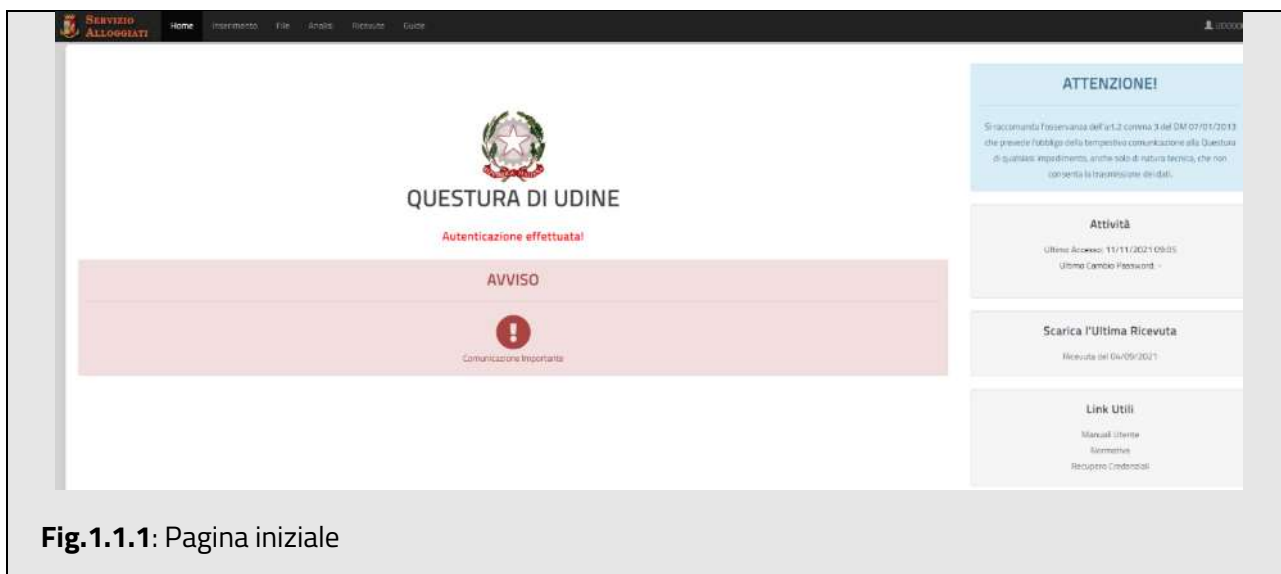 SERVIZIO
ALLOGGIATI
Home Inserimento File Analisi Ricevute Guide
QUESTURA DI UDINE
Autenticazione effettuata!
AVVISO
Comunicazione Importante
ATTENZIONE!
Si raccomanda l'osservanza dell'art.2 comma 3 del DM 07/01/2013
che prevede l'obbligo della tempestiva comunicazione alla Questura
di qualsiasi impedimento, anche solo di natura tecnica, che non
consenta la trasmissione dei dati.
Attività
Ultimo Accesso: 11/11/2021 09:05
Ultimo Cambio Password: -
Scarica l'Ultima Ricevuta
Ricevuta del 04/09/2021
Link Utili
Manuali Utente
Normativa
Recupero Credenziali
Fig.1.1.1: Pagina iniziale